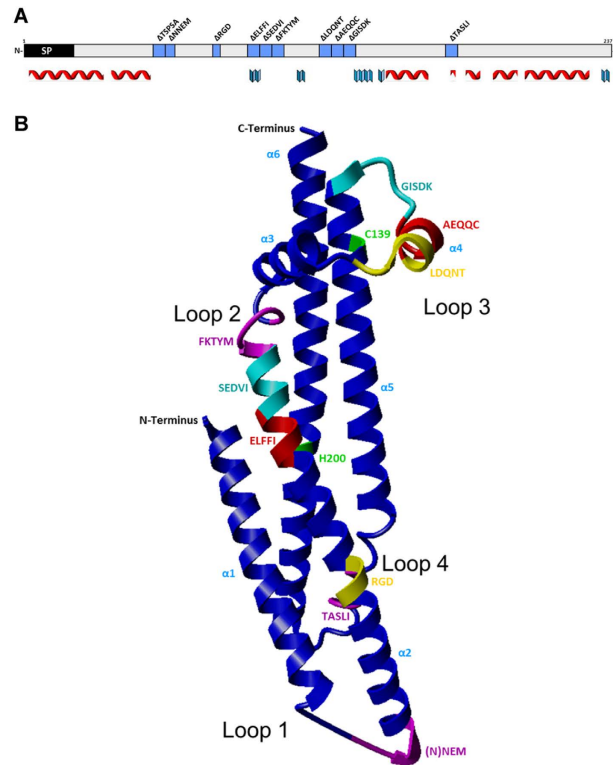 A
ΔTSPSA
ΔNNEM
ΔRGD
ΔELFFI
ΔSEDVI
ΔFKTYM
ΔLDQNT
ΔAEQQC
ΔGISDK
ΔTASLI
1
237
N-
SP
B
C-Terminus
α6
GISDK
C139
AEQQC
α3
α4
LDQNT
Loop 2
Loop 3
FKTYM
SEDVI
α5
N-Terminus
ELFFI
H200
Loop 4
α1
RGD
TASLI
α2
Loop 1
(N)NEM